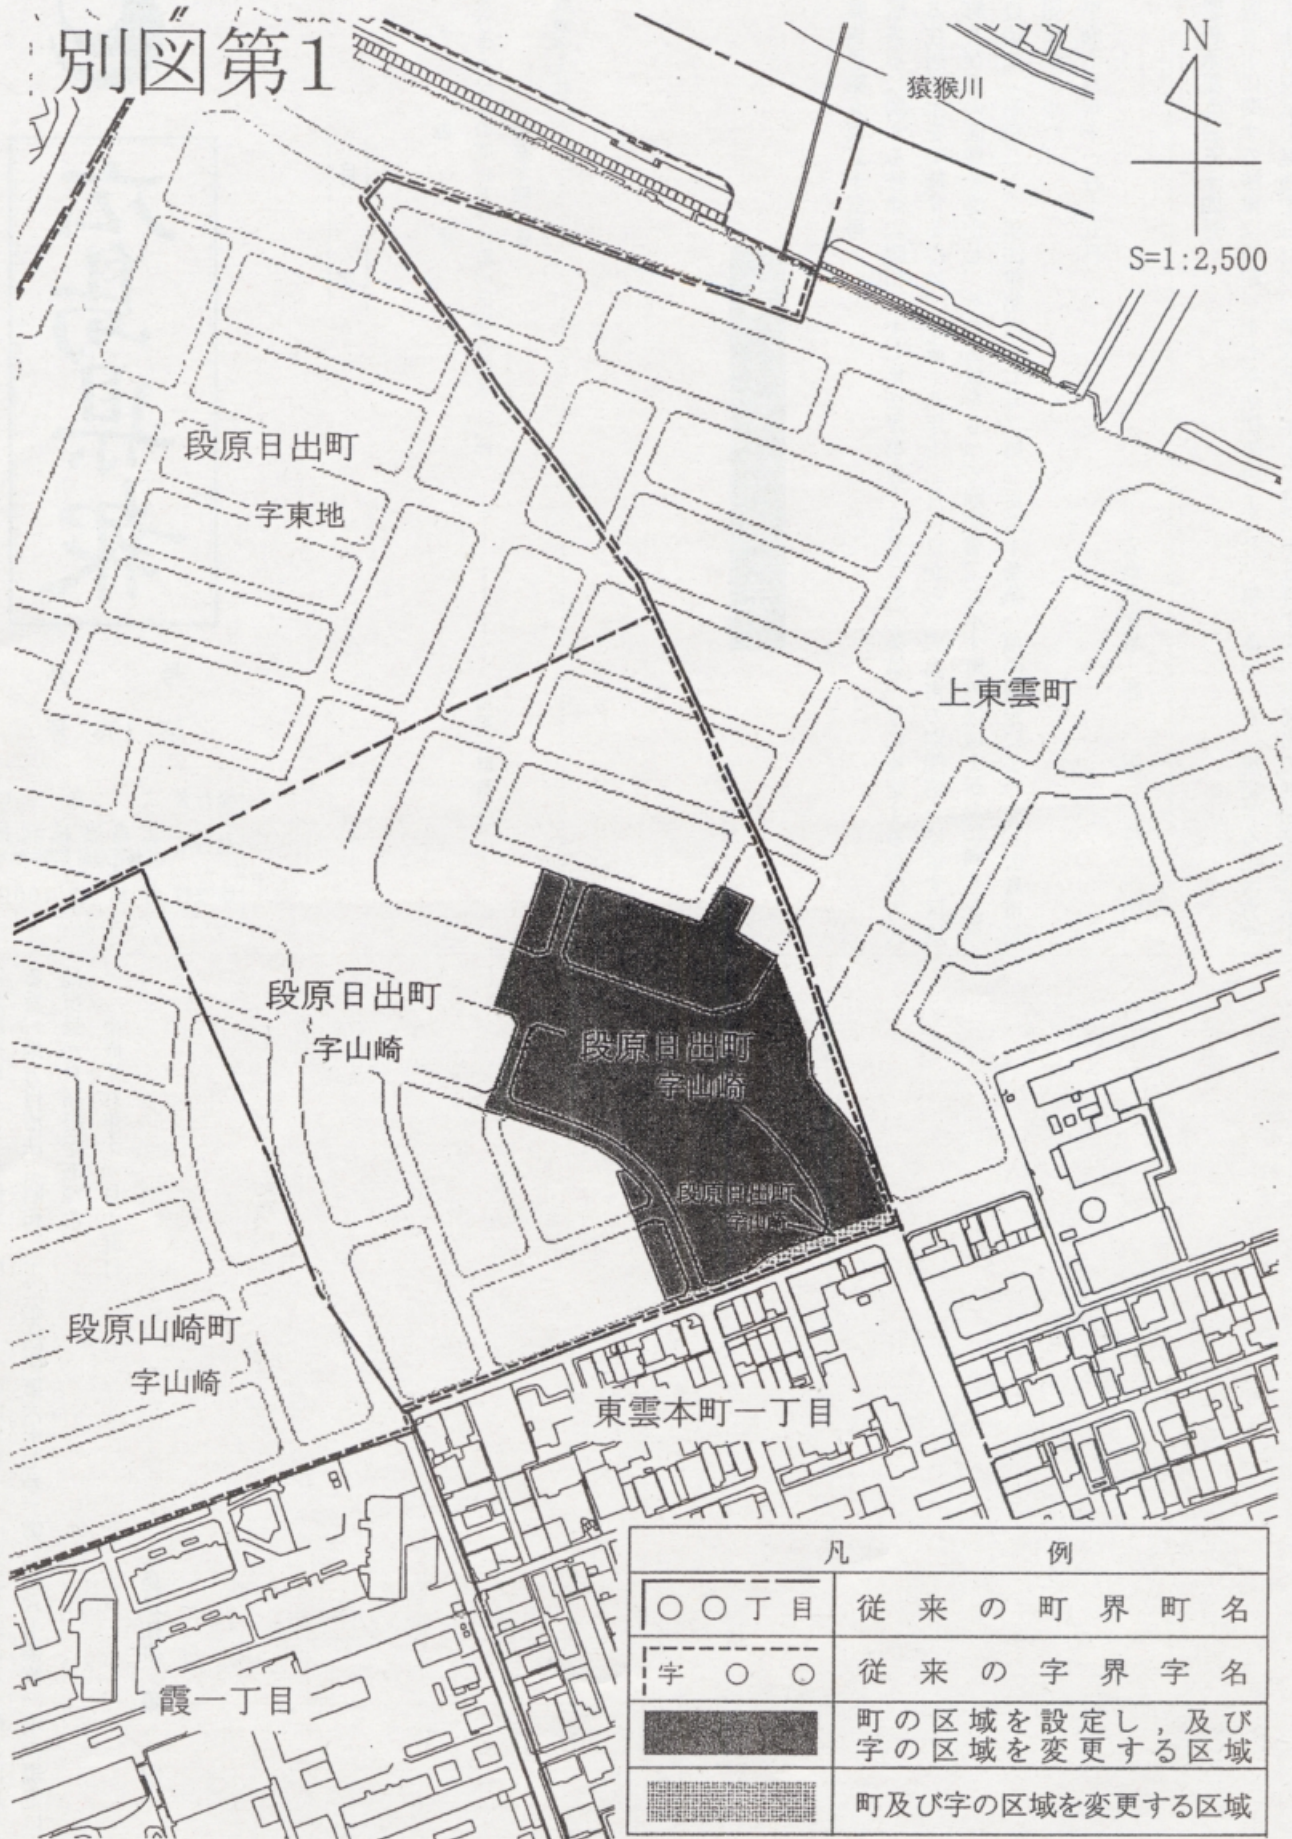 別図第1
猿猴川
N
S=1:2,500
段原日出町
字東地
上東雲町
段原日出町
字山崎
段原日出町
字山崎
段原日出町
字山崎
段原山崎町
字山崎
東雲本町一丁目
霞一丁目
凡例
○○丁目 従来の町界町名
字○○ 従来の字界字名
町の区域を設定し,及び
字の区域を変更する区域
町及び字の区域を変更する区域